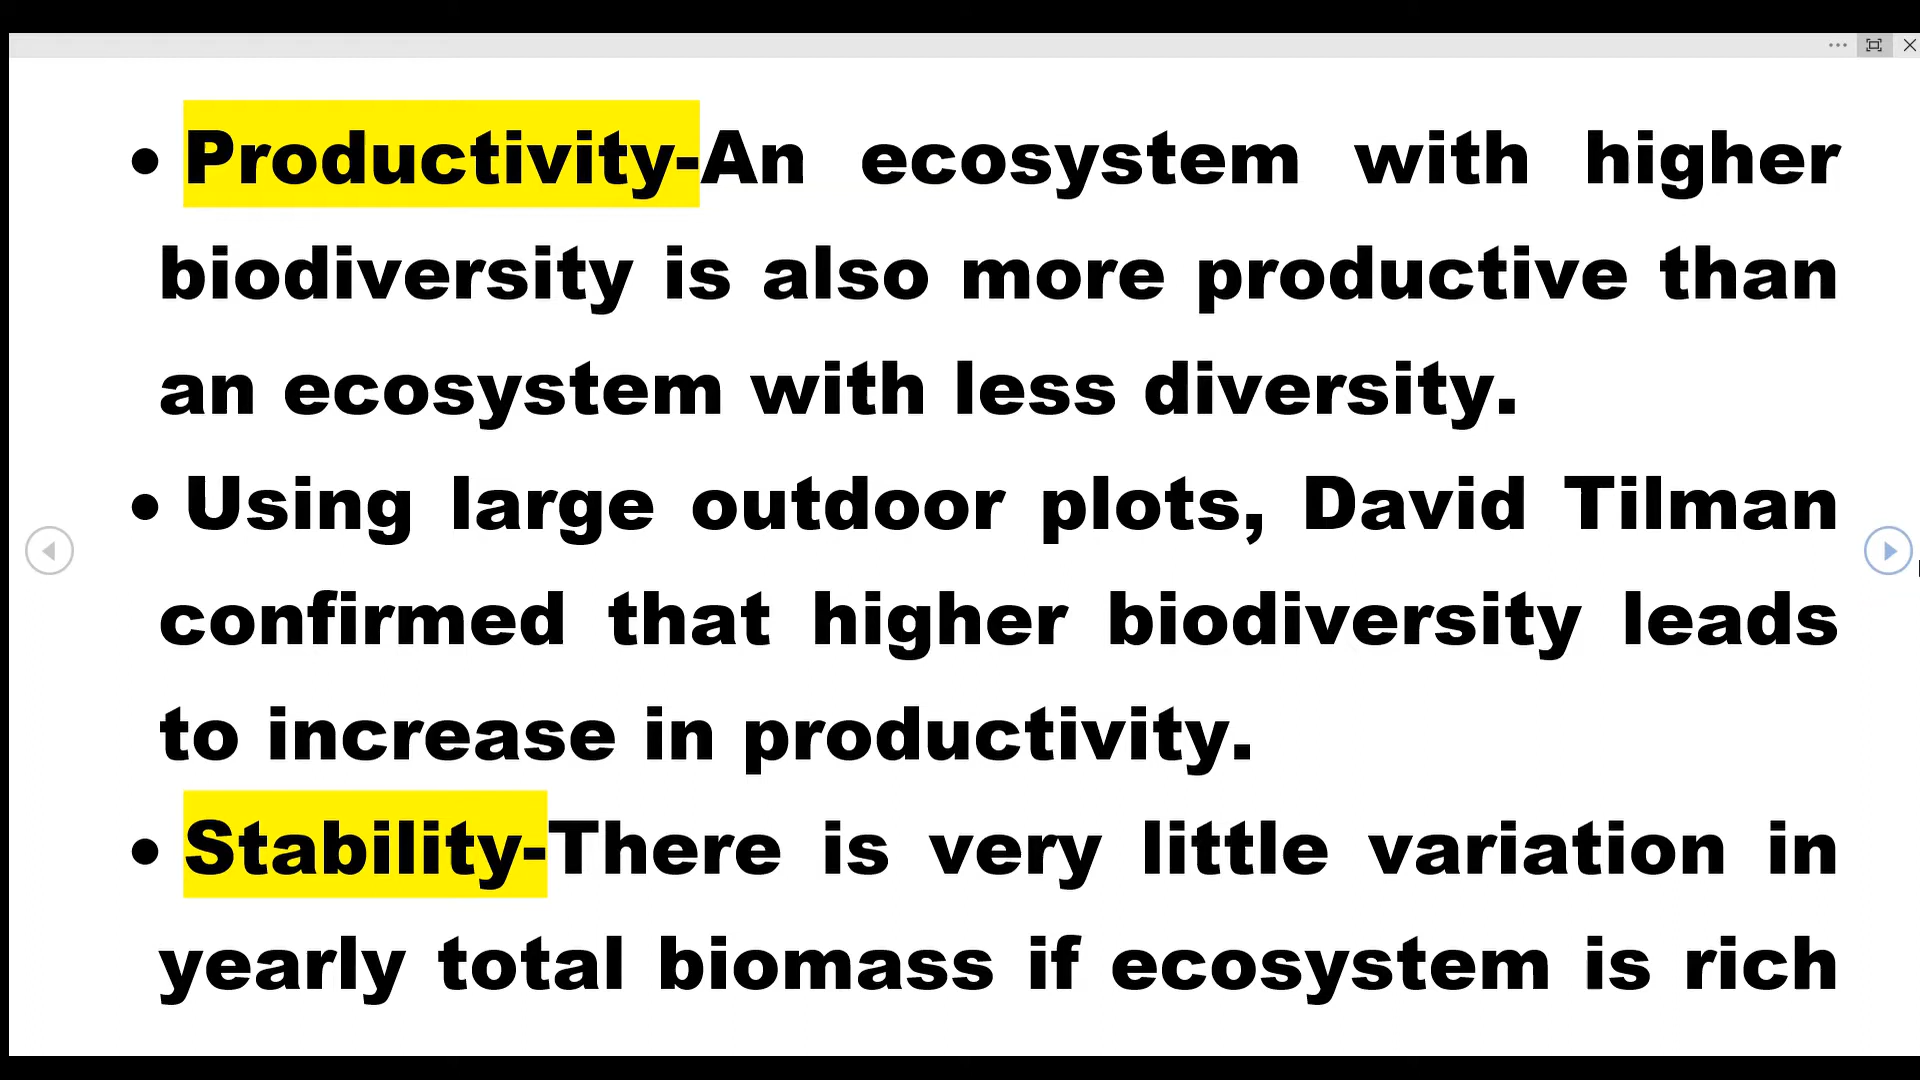 • Productivity-An ecosystem with higher
biodiversity is also more productive than
an ecosystem with less diversity.
• Using large outdoor plots, David Tilman
confirmed that higher biodiversity leads
to increase in productivity.
• Stability-There is very little variation in
yearly total biomass if ecosystem is rich